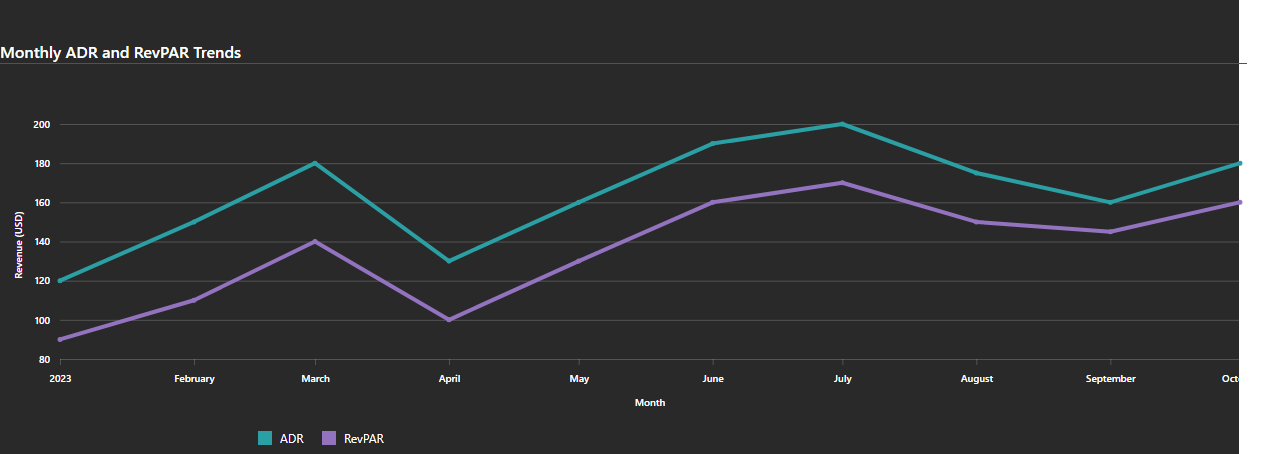 Monthly ADR and RevPAR Trends
200
180
160
140
120
100
80
Revenue (USD)
2023 February March April May June July August September Octo
Month
ADR RevPAR